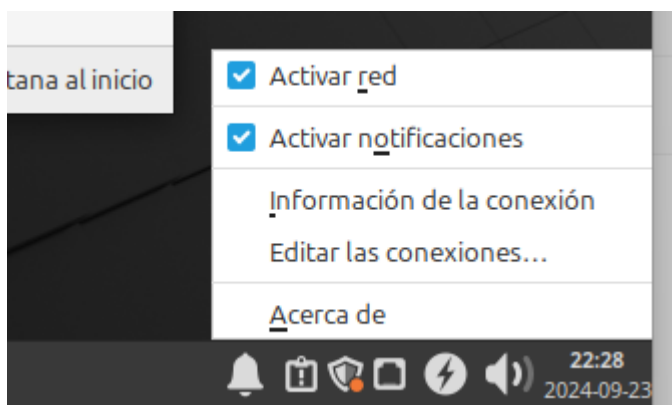 tana al inicio
Activar red
Activar notificaciones
Información de la conexión
Editar las conexiones...
Acerca de
22:28
2024-09-23